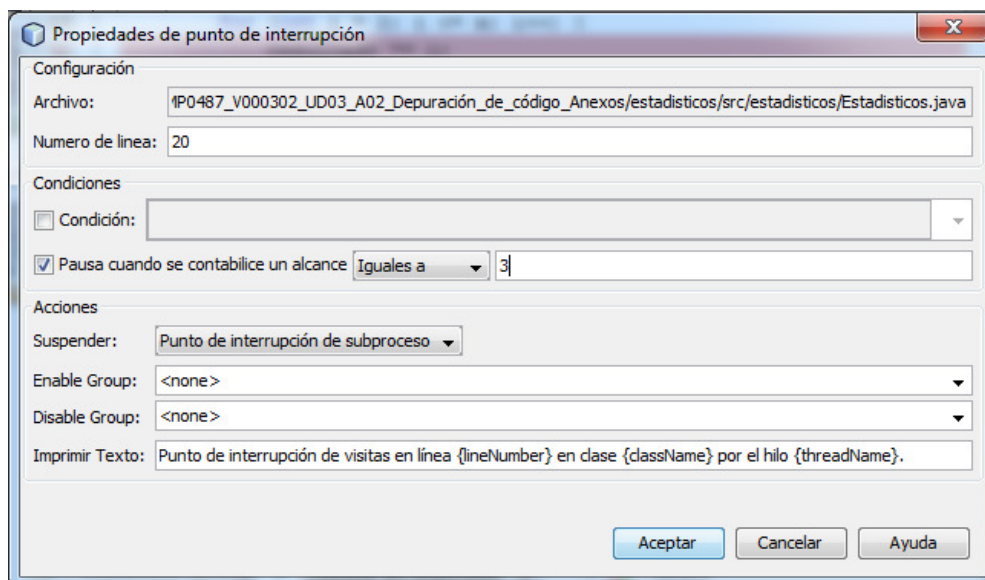 Propiedades de punto de interrupción
Configuración
Archivo: MP0487_V000302_UD03_A02_Depuración_de_código_Anexos/estadisticos/src/estadisticos/Estadisticos.java
Numero de linea: 20
Condiciones
Condición:
Pausa cuando se contabilice un alcance Iguales a 3
Acciones
Suspender: Punto de interrupción de subproceso
Enable Group: <none>
Disable Group: <none>
Imprimir Texto: Punto de interrupción de visitas en línea {lineNumber} en clase {className} por el hilo {threadName}.
Aceptar Cancelar Ayuda